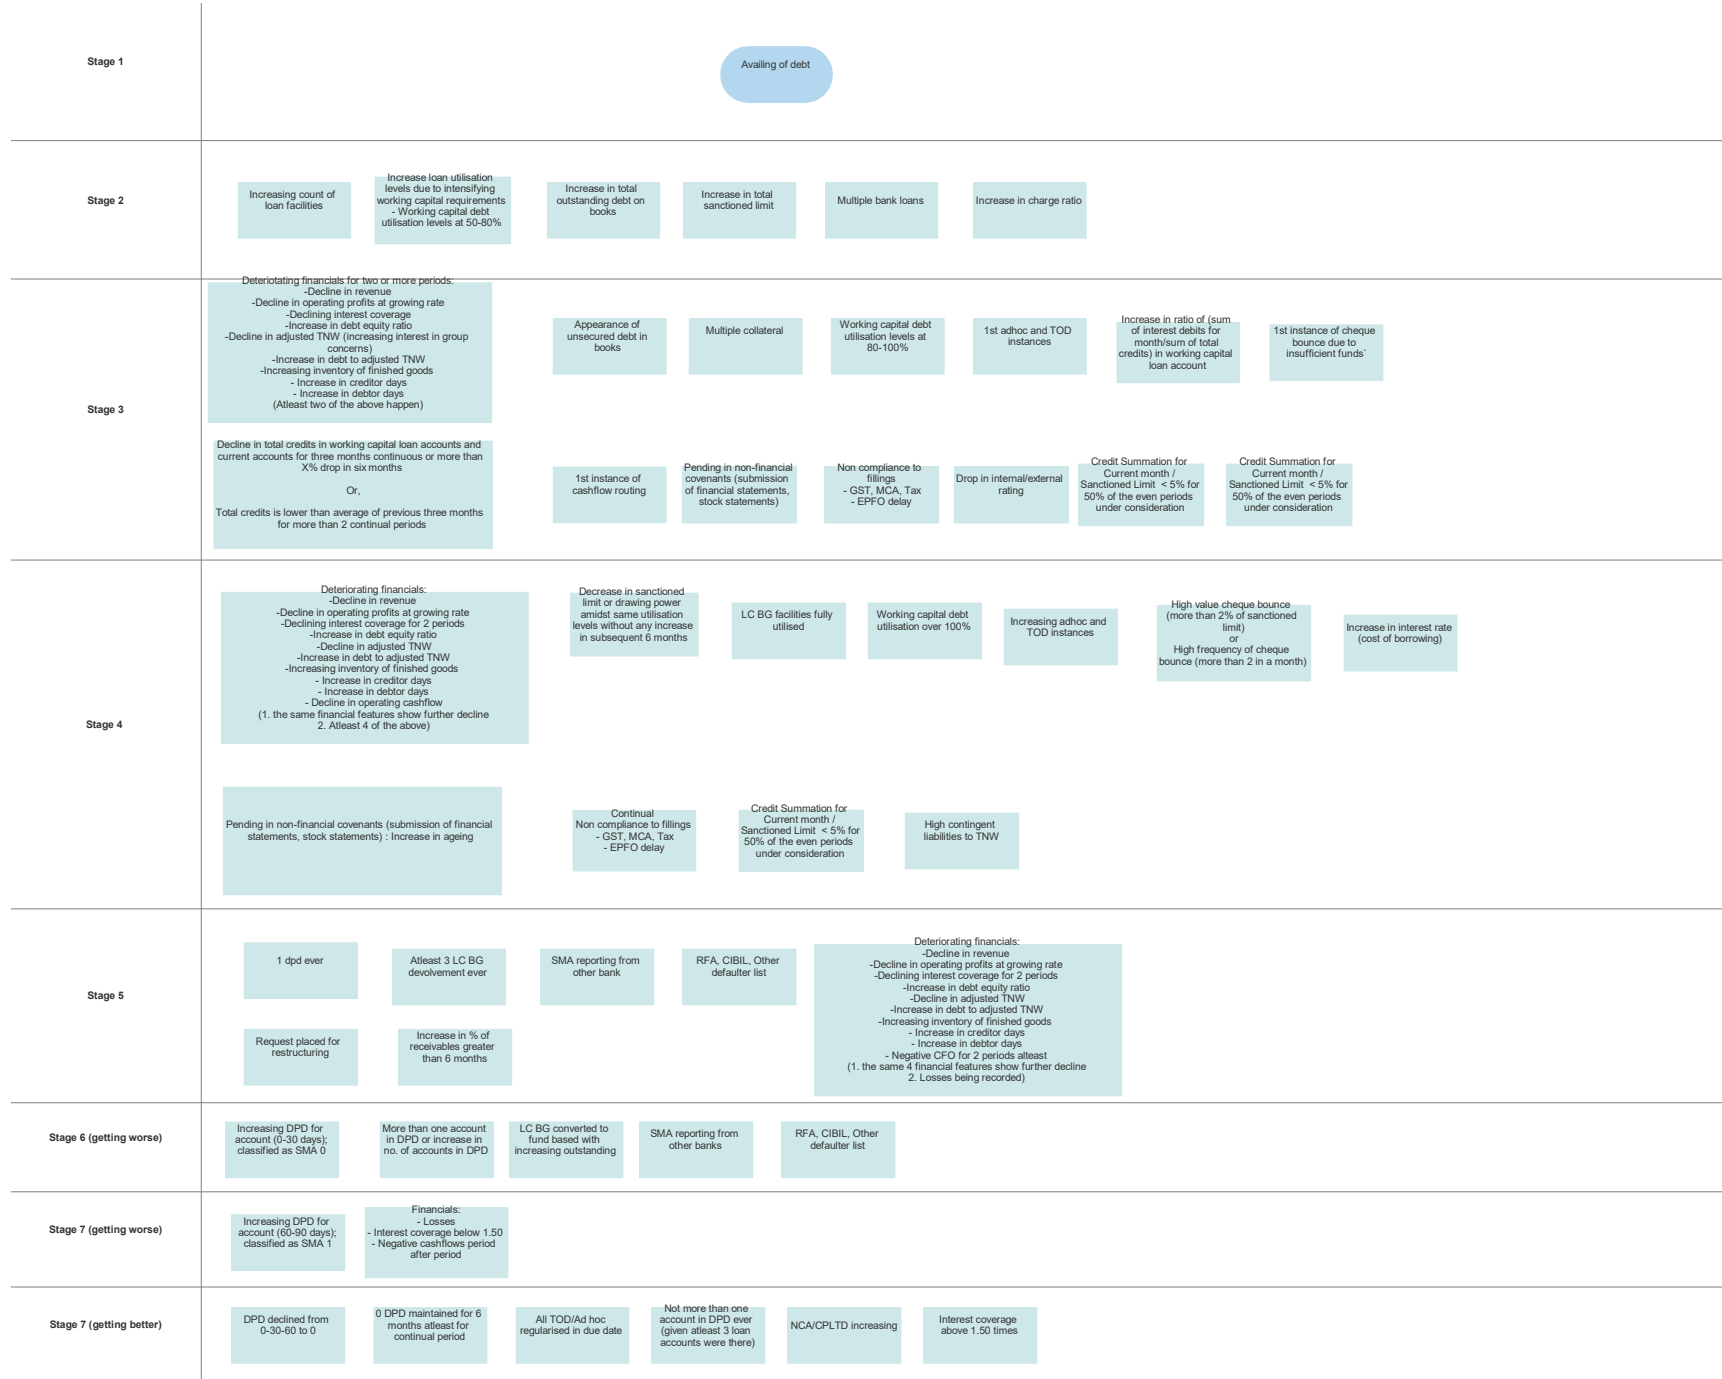 Stage 1
Availing of debt
Stage 2
Increasing count of
loan facilities
Increase loan utilisation
levels due to intensifying
working capital requirements
- Working capital debt
utilisation levels at 50-80%
Increase in total
outstanding debt on
books
Increase in total
sanctioned limit
Multiple bank loans
Increase in charge ratio
Stage 3
Deteriotating financials for two or more periods:
-Decline in revenue
-Decline in operating profits at growing rate
-Declining interest coverage
-Increase in debt equity ratio
-Decline in adjusted TNW (increasing interest in group
concerns)
-Increase in debt to adjusted TNW
-Increasing inventory of finished goods
- Increase in creditor days
- Increase in debtor days
(Atleast two of the above happen)
Appearance of
unsecured debt in
books
Multiple collateral
Working capital debt
utilisation levels at
80-100%
1st adhoc and TOD
instances
Increase in ratio of (sum
of interest debits for
month/sum of total
credits) in working capital
loan account
1st instance of cheque
bounce due to
insufficient funds`
Decline in total credits in working capital loan accounts and
current accounts for three months continuous or more than
X% drop in six months
Or,
Total credits is lower than average of previous three months
for more than 2 continual periods
1st instance of
cashflow routing
Pending in non-financial
covenants (submission
of financial statements,
stock statements)
Non compliance to
fillings
- GST, MCA, Tax
- EPFO delay
Drop in internal/external
rating
Credit Summation for
Current month /
Sanctioned Limit < 5% for
50% of the even periods
under consideration
Credit Summation for
Current month /
Sanctioned Limit < 5% for
50% of the even periods
under consideration
Stage 4
Deteriorating financials:
-Decline in revenue
-Decline in operating profits at growing rate
-Declining interest coverage for 2 periods
-Increase in debt equity ratio
-Decline in adjusted TNW
-Increase in debt to adjusted TNW
-Increasing inventory of finished goods
- Increase in creditor days
- Increase in debtor days
- Decline in operating cashflow
(1. the same financial features show further decline
2. Atleast 4 of the above)
Decrease in sanctioned
limit or drawing power
amidst same utilisation
levels without any increase
in subsequent 6 months
LC BG facilities fully
utilised
Working capital debt
utilisation over 100%
Increasing adhoc and
TOD instances
High value cheque bounce
(more than 2% of sanctioned
limit)
or
High frequency of cheque
bounce (more than 2 in a month)
Increase in interest rate
(cost of borrowing)
Pending in non-financial covenants (submission of financial
statements, stock statements) : Increase in ageing
Continual
Non compliance to fillings
- GST, MCA, Tax
- EPFO delay
Credit Summation for
Current month /
Sanctioned Limit < 5% for
50% of the even periods
under consideration
High contingent
liabilities to TNW
Stage 5
1 dpd ever
Atleast 3 LC BG
devolvement ever
SMA reporting from
other bank
RFA, CIBIL, Other
defaulter list
Deteriorating financials:
-Decline in revenue
-Decline in operating profits at growing rate
-Declining interest coverage for 2 periods
-Increase in debt equity ratio
-Decline in adjusted TNW
-Increase in debt to adjusted TNW
-Increasing inventory of finished goods
- Increase in creditor days
- Increase in debtor days
- Negative CFO for 2 periods alteast
(1. the same 4 financial features show further decline
2. Losses being recorded)
Request placed for
restructuring
Increase in % of
receivables greater
than 6 months
Stage 6 (getting worse)
Increasing DPD for
account (0-30 days);
classified as SMA 0
More than one account
in DPD or increase in
no. of accounts in DPD
LC BG converted to
fund based with
increasing outstanding
SMA reporting from
other banks
RFA, CIBIL, Other
defaulter list
Stage 7 (getting worse)
Increasing DPD for
account (60-90 days);
classified as SMA 1
Financials:
- Losses
- Interest coverage below 1.50
- Negative cashflows period
after period
Stage 7 (getting better)
DPD declined from
0-30-60 to 0
0 DPD maintained for 6
months atleast for
continual period
All TOD/Ad hoc
regularised in due date
Not more than one
account in DPD ever
(given atleast 3 loan
accounts were there)
NCA/CPLTD increasing
Interest coverage
above 1.50 times